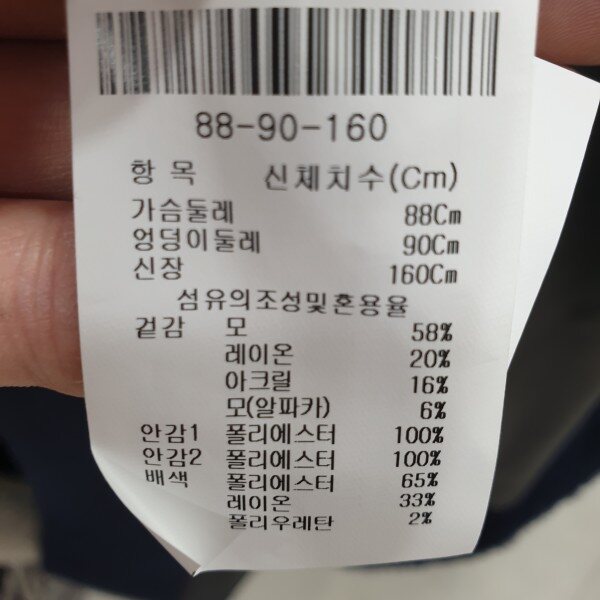 88-90-160
항 목 신체치수(Cm)
가슴둘레 88Cm
엉덩이둘레 90Cm
신장 160Cm
섬유의조성및혼용율
겉감 모 58%
레이온 20%
아크릴 16%
모(알파카) 6%
안감1 폴리에스터 100%
안감2 폴리에스터 100%
배색 폴리에스터 65%
레이온 33%
폴리우레탄 2%